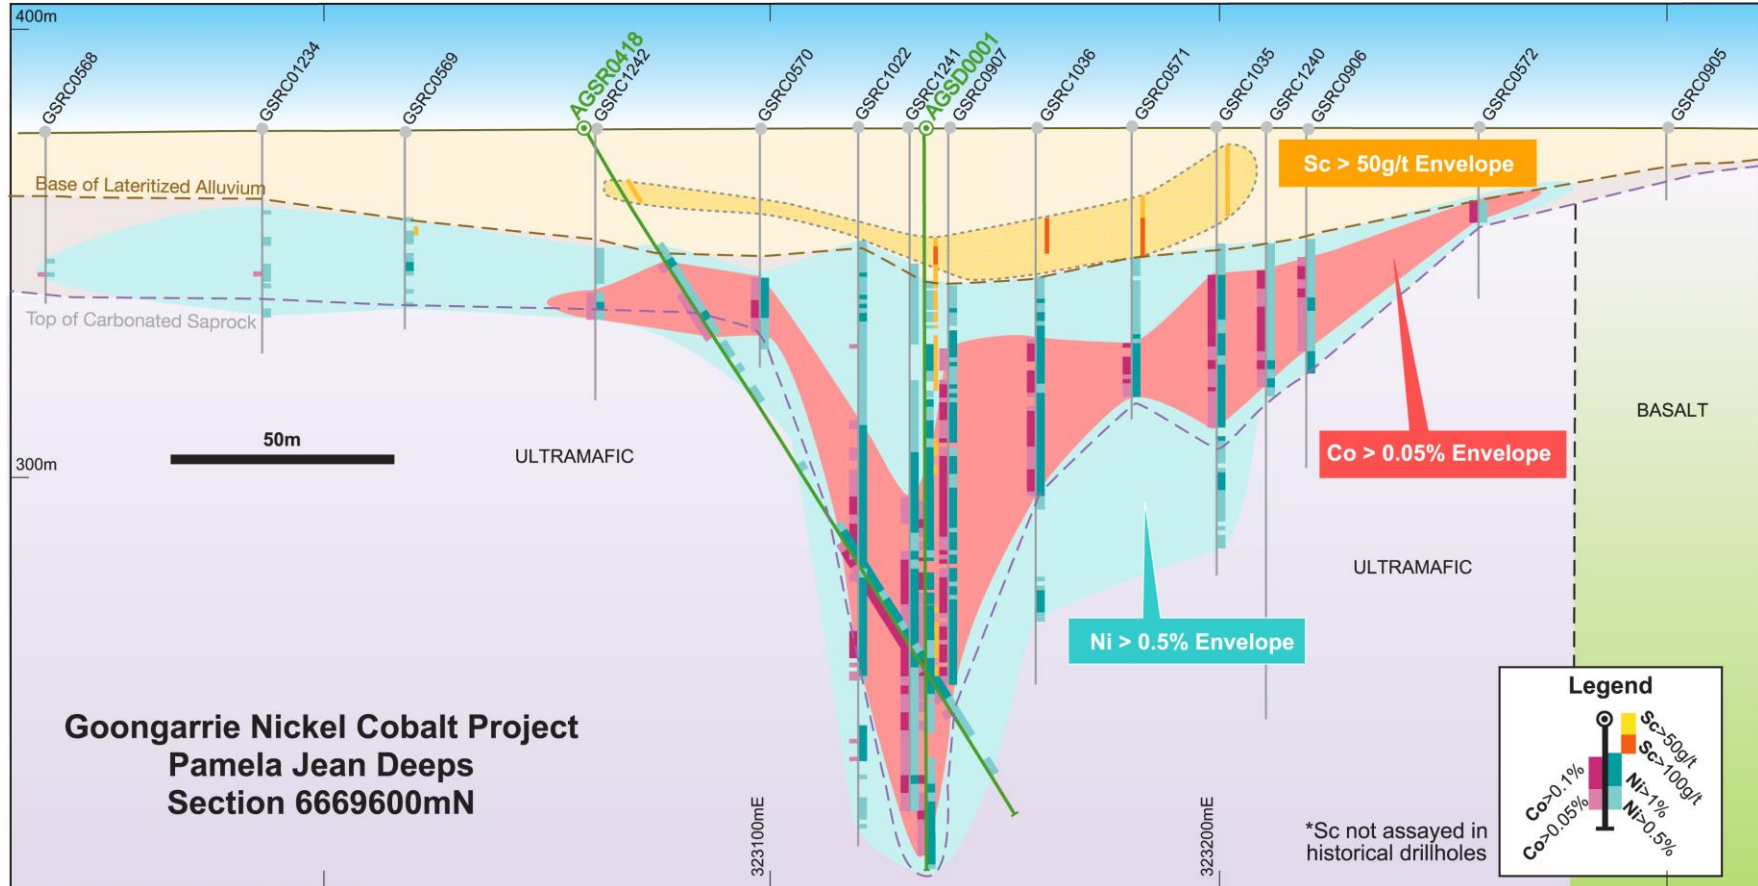 400m
GSRC0568
GSRC01234
GSRC0569
AGSR0418
GSRC1242
GSRC0570
GSRC1022
GSRC1241
AGSD0001
GSRC0907
GSRC1036
GSRC0571
GSRC1035
GSRC1240
GSRC0906
GSRC0572
GSRC0905
Sc > 50g/t Envelope
Base of Lateritized Alluvium
Top of Carbonated Saprock
50m
300m
ULTRAMAFIC
BASALT
Co > 0.05% Envelope
ULTRAMAFIC
Ni > 0.5% Envelope
Goongarrie Nickel Cobalt Project
Pamela Jean Deeps
Section 6669600mN
323100mE
323200mE
*Sc not assayed in
historical drillholes
Legend
Sc>50g/t
Sc>100g/t
Co>0.1%
Ni>1%
Co>0.05%
Ni>0.5%